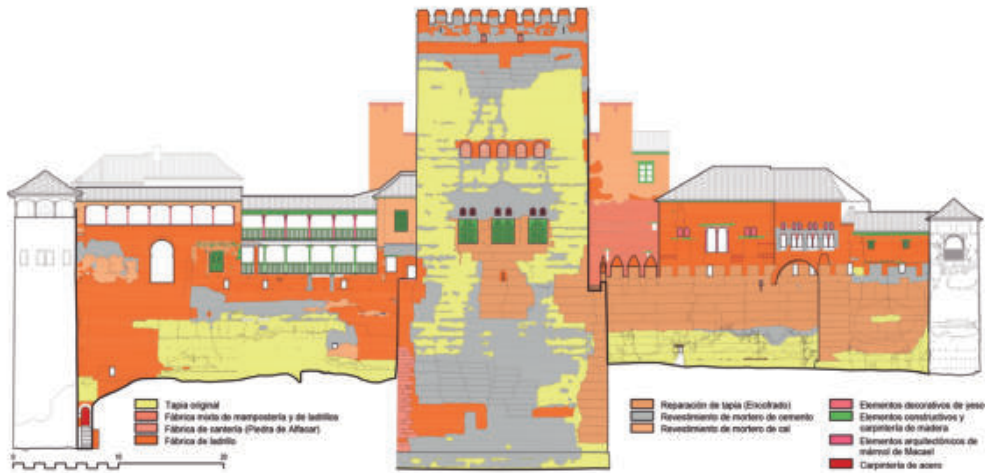 Tapia original
Fábrica mixta de mampostería y de ladrillos
Fábrica de cantería (Piedra de Alfacar)
Fábrica de ladrillo
0 10 20
Reparación de tapia (Encofrado)
Revestimiento de mortero de cemento
Revestimiento de mortero de cal
Elementos decorativos de yeso
Elementos constructivos y
carpintería de madera
Elementos arquitectónicos de
mármol de Macael
Carpintería de acero